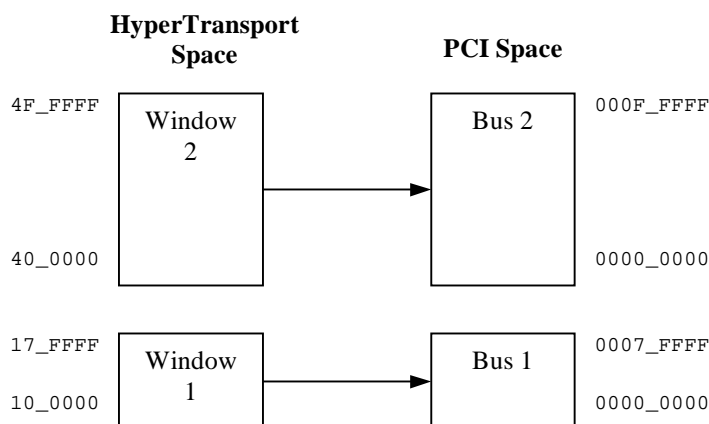 HyperTransport
Space
PCI Space
4F_FFFF
Window
2
Bus 2
000F_FFFF
40_0000
0000_0000
17_FFFF
Window
1
Bus 1
0007_FFFF
10_0000
0000_0000